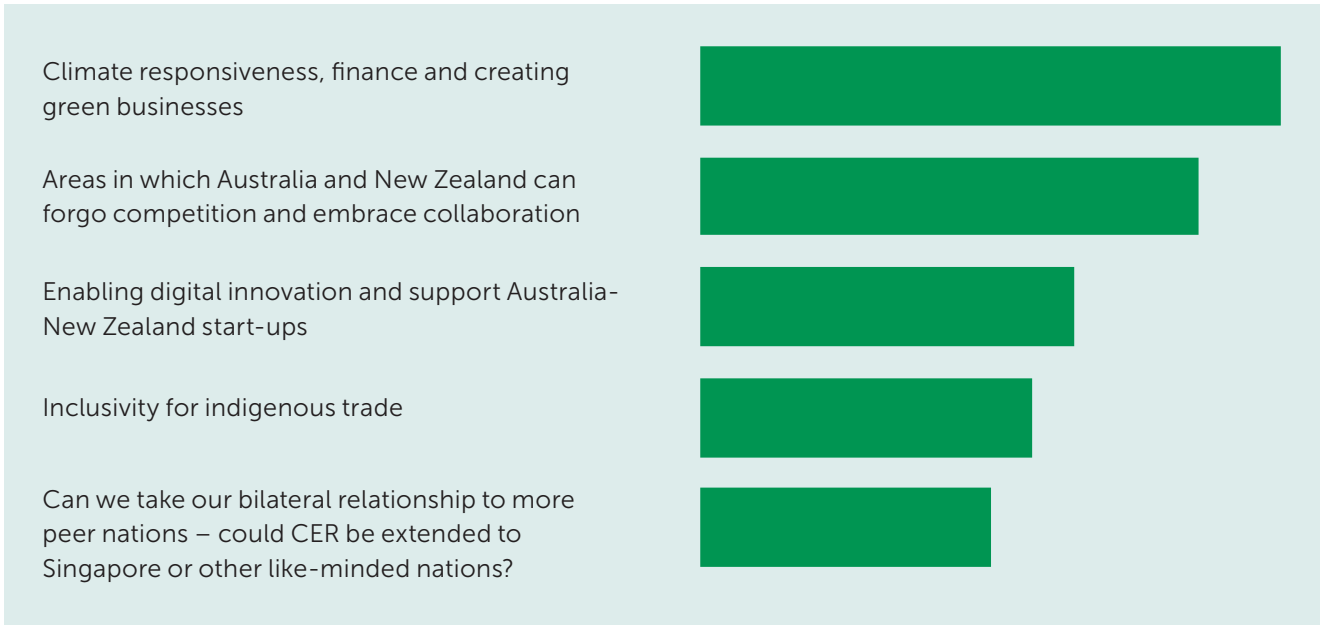 Climate responsiveness, finance and creating
green businesses
Areas in which Australia and New Zealand can
forgo competition and embrace collaboration
Enabling digital innovation and support Australia-
New Zealand start-ups
Inclusivity for indigenous trade
Can we take our bilateral relationship to more
peer nations – could CER be extended to
Singapore or other like-minded nations?